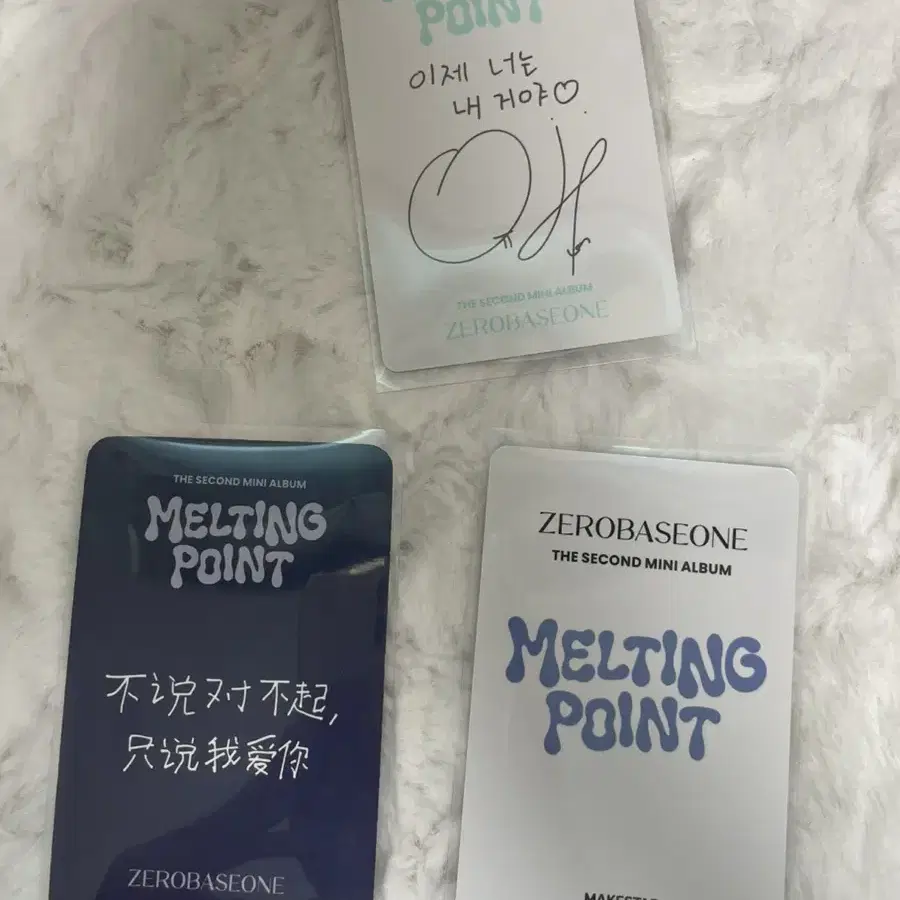 POINT
이제 너는
내 거야♡
THE SECOND MINI ALBUM
ZEROBASEONE
THE SECOND MINI ALBUM
MELTING
POINT
不说对不起,
只说我爱你
ZEROBASEONE
ZEROBASEONE
THE SECOND MINI ALBUM
MELTING
POINT